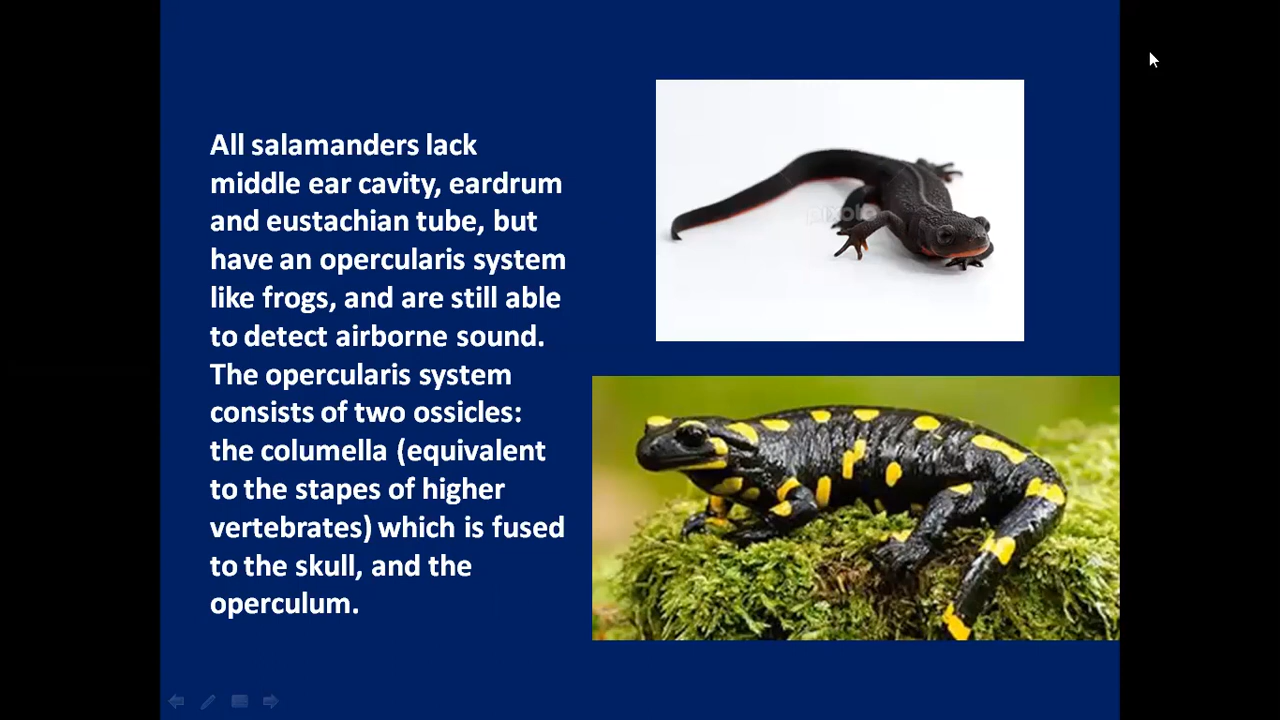 All salamanders lack
middle ear cavity, eardrum
and eustachian tube, but
have an opercularis system
like frogs, and are still able
to detect airborne sound.
The opercularis system
consists of two ossicles:
the columella (equivalent
to the stapes of higher
vertebrates) which is fused
to the skull, and the
operculum.
pixoto